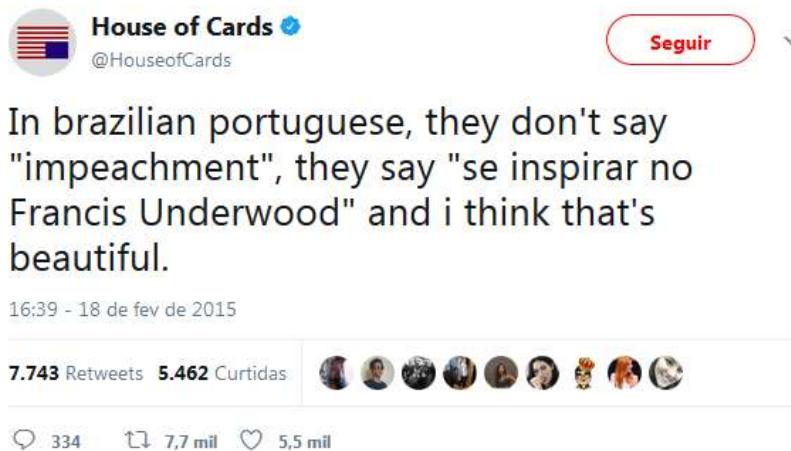 House of Cards
@HouseofCards
Seguir
In brazilian portuguese, they don't say
"impeachment", they say "se inspirar no
Francis Underwood" and i think that's
beautiful.
16:39 - 18 de fev de 2015
7.743 Retweets 5.462 Curtidas
334 7,7 mil 5,5 mil